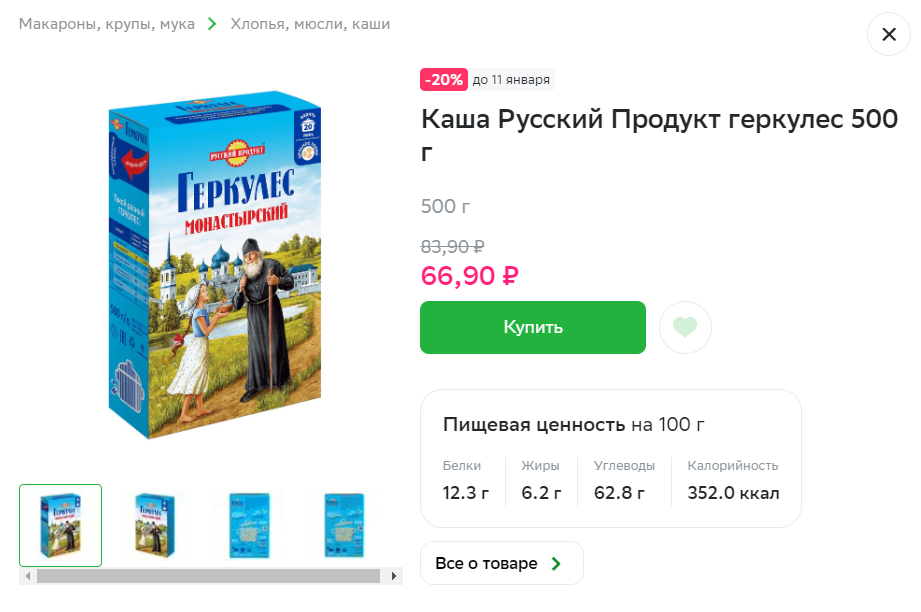 Макароны, крупы, мука
Хлопья, мюсли, каши
-20% до 11 января
Каша Русский Продукт геркулес 500
г
500 г
83,90 ₽
66,90 ₽
Купить
РУССКИЙ ПРОДУКТ
ГЕРКУЛЕС
МОНАСТЫРСКИЙ
20
Пищевая ценность на 100 г
Белки
Жиры
Углеводы
Калорийность
12.3 г
6.2 г
62.8 г
352.0 ккал
Все о товаре